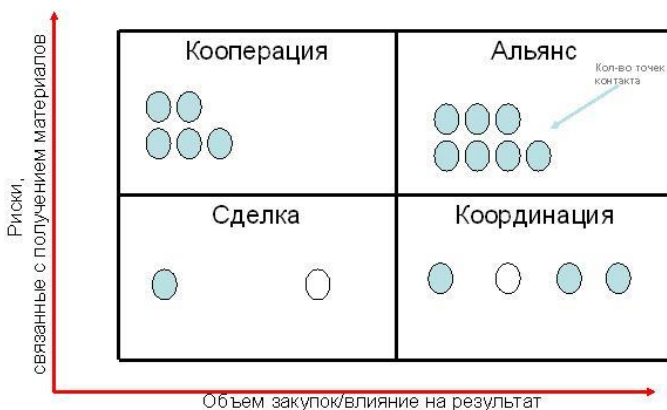 Кооперация
Альянс
Кол-во точек
контакта
Сделка
Координация
Риски,
связанные с получением материалов
Объем закупок/влияние на результат